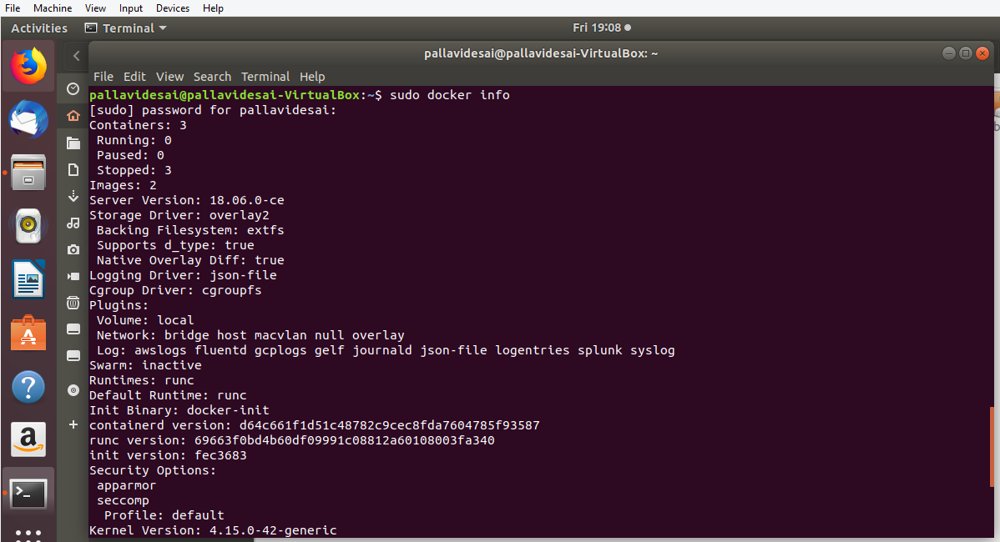 File Machine View Input Devices Help
Activities Terminal Fri 19:08
pallavidesai@pallavidesai-VirtualBox: ~
File Edit View Search Terminal Help
pallavidesai@pallavidesai-VirtualBox:~$ sudo docker info
[sudo] password for pallavidesai:
Containers: 3
Running: 0
Paused: 0
Stopped: 3
Images: 2
Server Version: 18.06.0-ce
Storage Driver: overlay2
Backing Filesystem: extfs
Supports d_type: true
Native Overlay Diff: true
Logging Driver: json-file
Cgroup Driver: cgroupfs
Plugins:
Volume: local
Network: bridge host macvlan null overlay
Log: awslogs fluentd gcplogs gelf journald json-file logentries splunk syslog
Swarm: inactive
Runtimes: runc
Default Runtime: runc
Init Binary: docker-init
containerd version: d64c661f1d51c48782c9cec8fda7604785f93587
runc version: 69663f0bd4b60df09991c08812a60108003fa340
init version: fec3683
Security Options:
apparmor
seccomp
Profile: default
Kernel Version: 4.15.0-42-generic